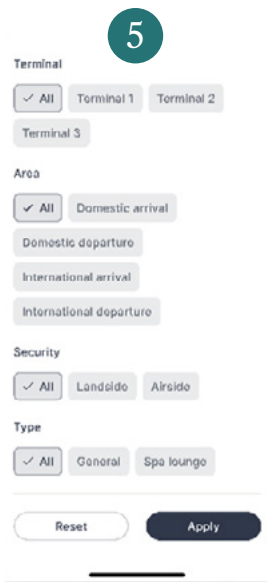 5
Terminal
✓ All Terminal 1 Terminal 2
Terminal 3
Area
✓ All Domestic arrival
Domestic departure
International arrival
International departure
Security
✓ All Landside Airside
Type
✓ All General Spa lounge
Reset Apply